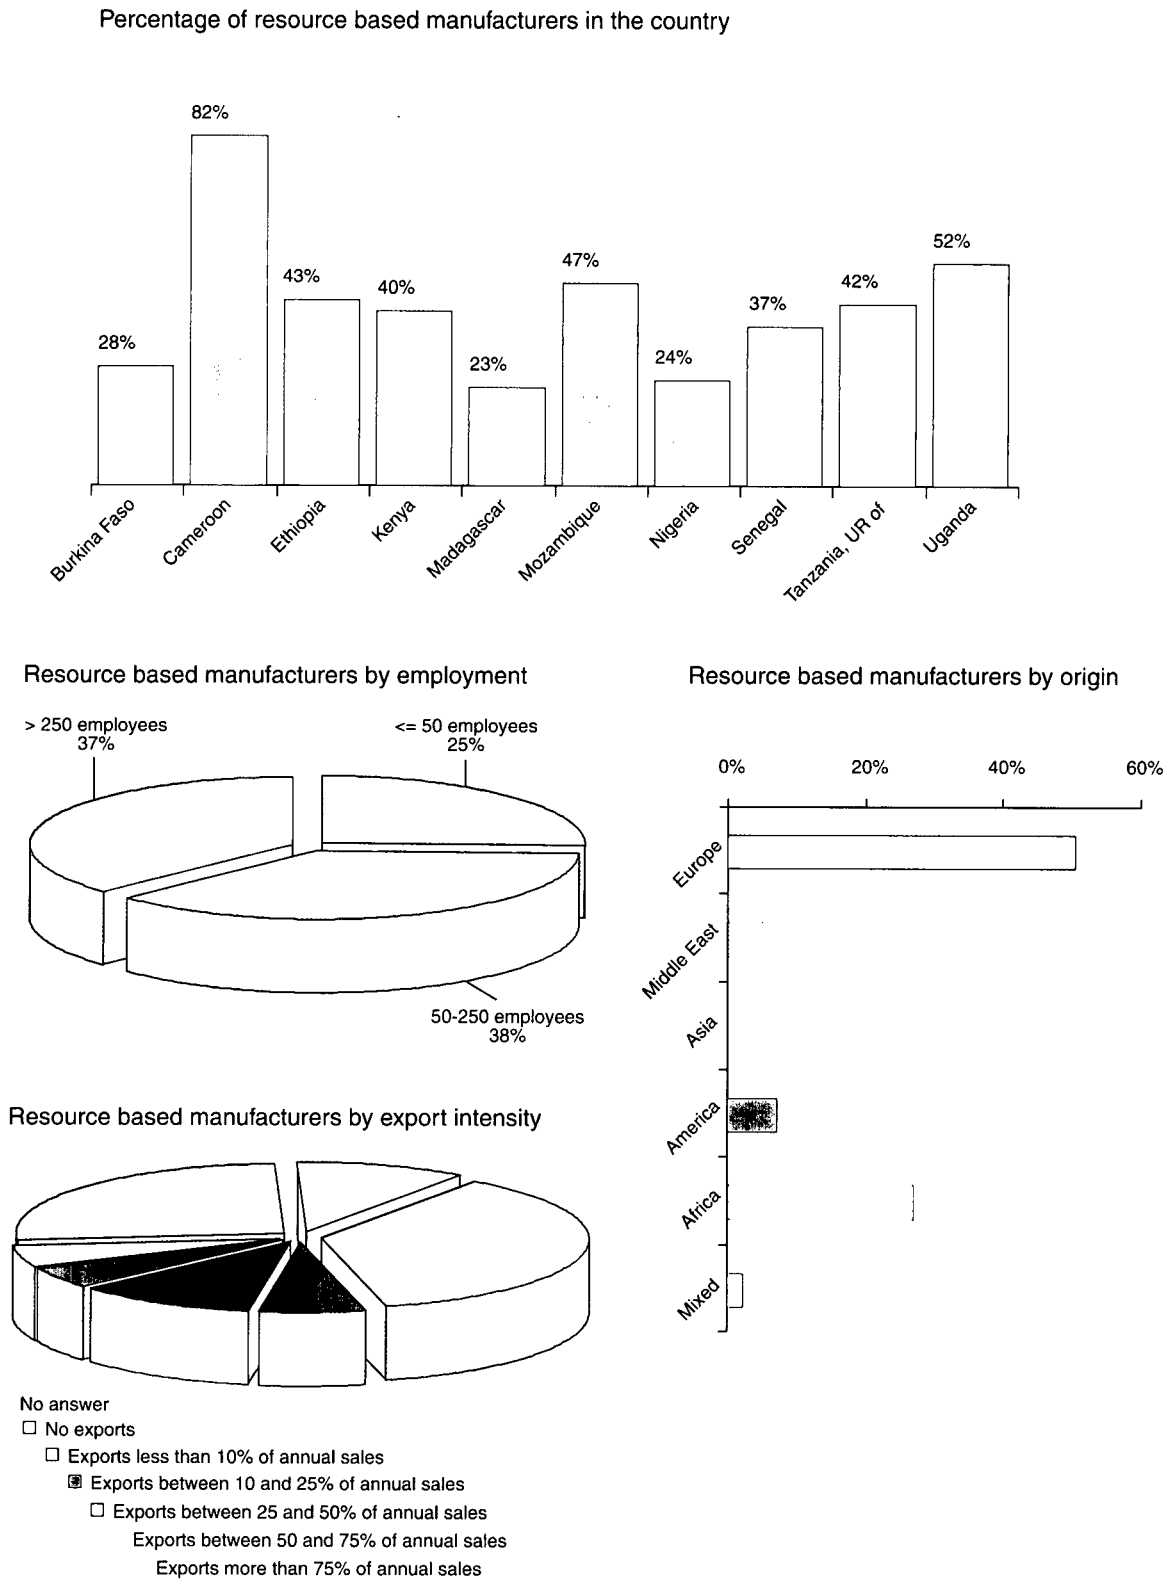 Percentage of resource based manufacturers in the country
82%
52%
47%
43%
42%
40%
37%
28%
24%
23%
Burkina Faso
Cameroon
Ethiopia
Kenya
Madagascar
Mozambique
Nigeria
Senegal
Tanzania, UR of
Uganda
Resource based manufacturers by employment
> 250 employees
37%
<= 50 employees
25%
50-250 employees
38%
Resource based manufacturers by origin
0% 20% 40% 60%
Europe
Middle East
Asia
America
Africa
Mixed
Resource based manufacturers by export intensity
No answer
No exports
Exports less than 10% of annual sales
Exports between 10 and 25% of annual sales
Exports between 25 and 50% of annual sales
Exports between 50 and 75% of annual sales
Exports more than 75% of annual sales